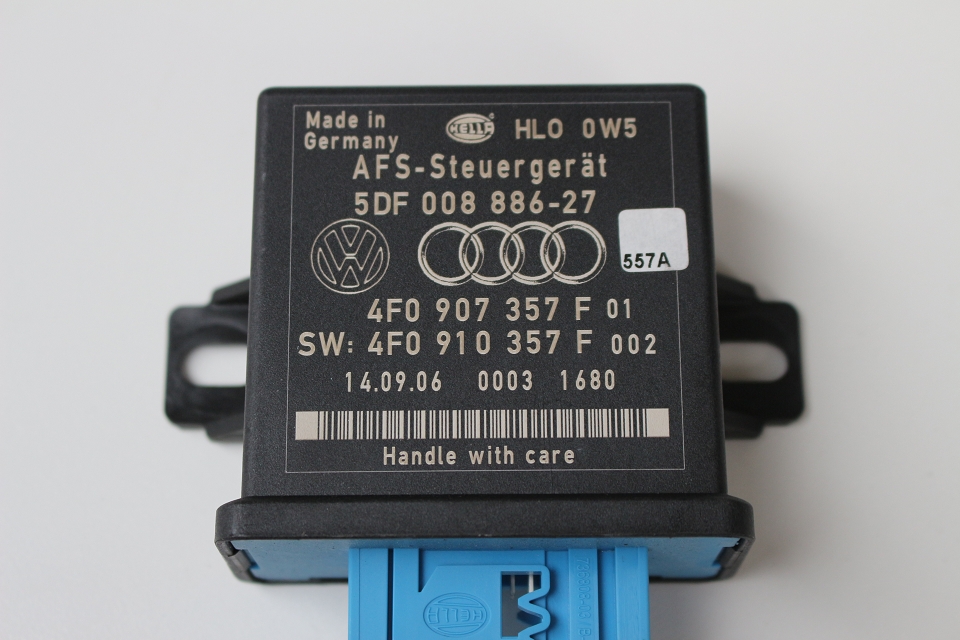 Made in
Germany
HELLA HLO 0W5
AFS-Steuergerät
5DF 008 886-27
557A
4F0 907 357 F 01
SW: 4F0 910 357 F 002
14.09.06 0003 1680
Handle with care
HELLA